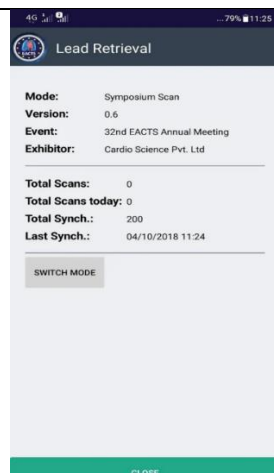 4G ...79% 11:25
EACTS Lead Retrieval
Mode: Symposium Scan
Version: 0.6
Event: 32nd EACTS Annual Meeting
Exhibitor: Cardio Science Pvt. Ltd
Total Scans: 0
Total Scans today: 0
Total Synch.: 200
Last Synch.: 04/10/2018 11:24
SWITCH MODE
CLOSE